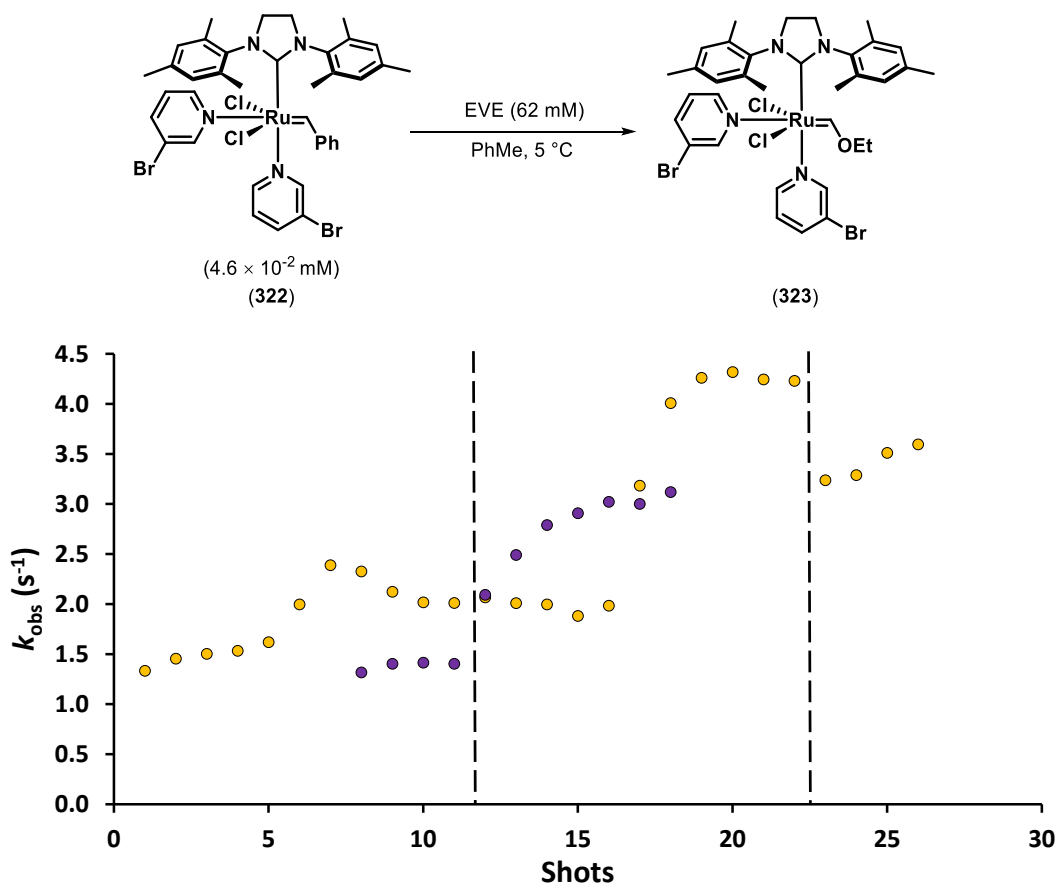 N N
Cl
N Ru
Cl Ph
Br N
Br
(4.6 × 10⁻² mM)
(322)
EVE (62 mM)
PhMe, 5 °C
N N
Cl
N Ru
Cl OEt
Br N
Br
(323)
4.5
4.0
3.5
3.0
2.5
2.0
1.5
1.0
0.5
0.0
kobs (s⁻¹)
0 5 10 15 20 25 30
Shots